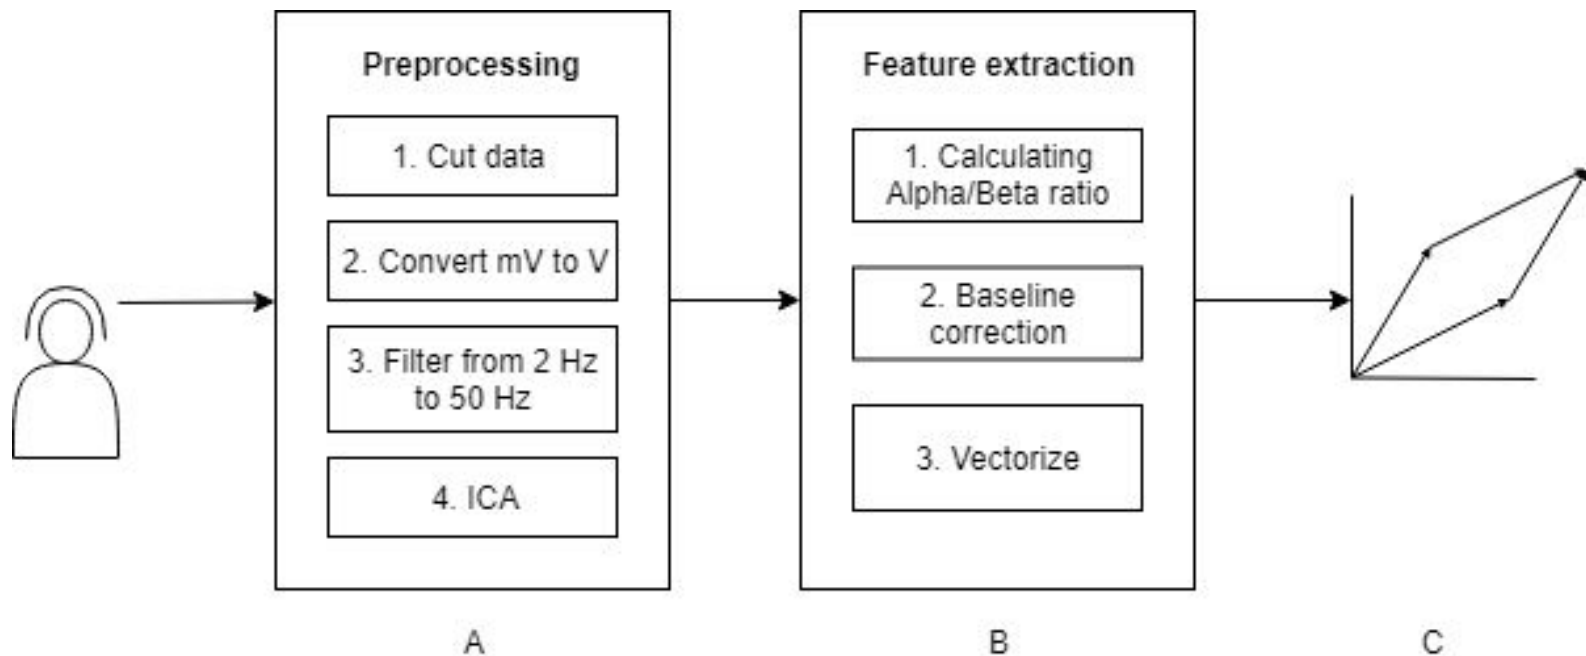 Preprocessing
1. Cut data
2. Convert mV to V
3. Filter from 2 Hz
to 50 Hz
4. ICA
A
Feature extraction
1. Calculating
Alpha/Beta ratio
2. Baseline
correction
3. Vectorize
B
C